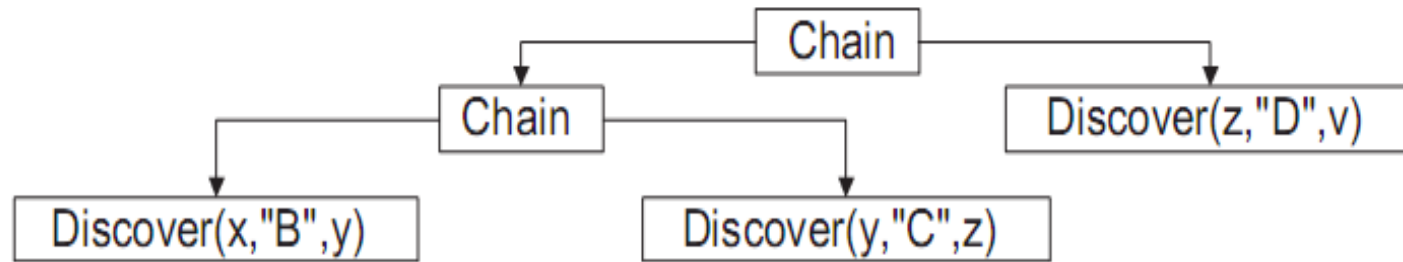 Chain
Chain
Discover(z,"D",v)
Discover(x,"B",y)
Discover(y,"C",z)